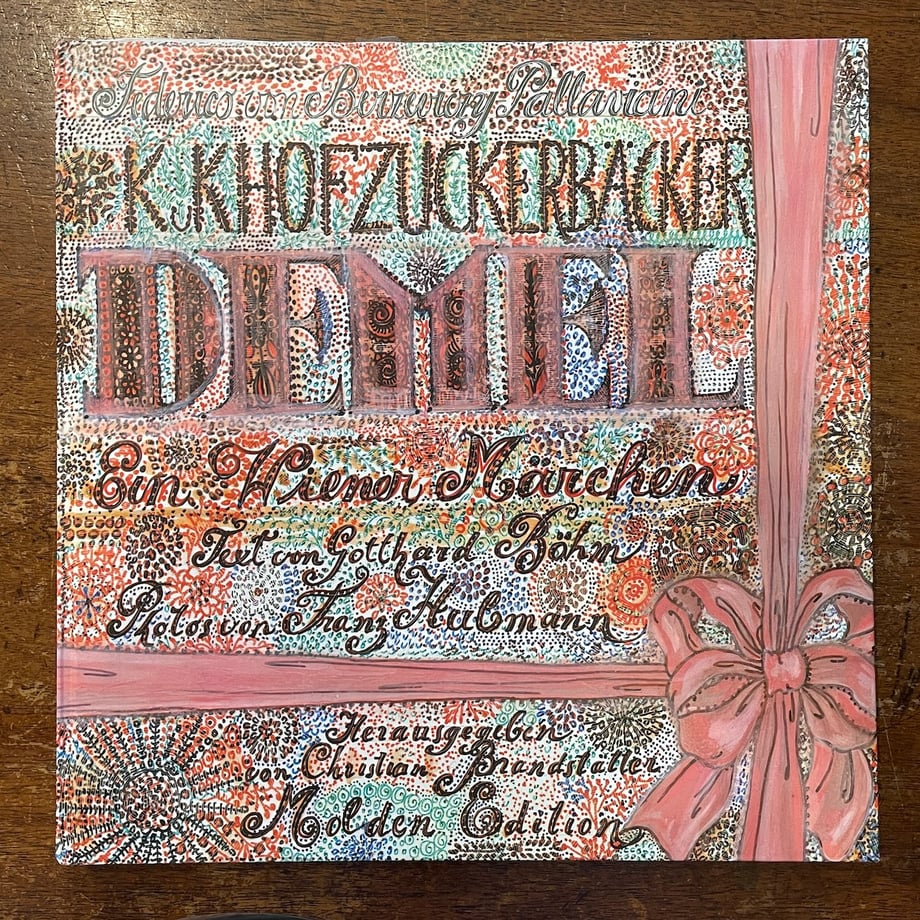 Federico von Berzeviczy Pallavicini
K.u.K. HOFZUCKERBÄCKER
DEMEL
Ein Wiener Märchen
Text von Gotthard Böhm
Photos von Franz Hubmann
Herausgegeben
von Christian Brandstätter
Molden Edition